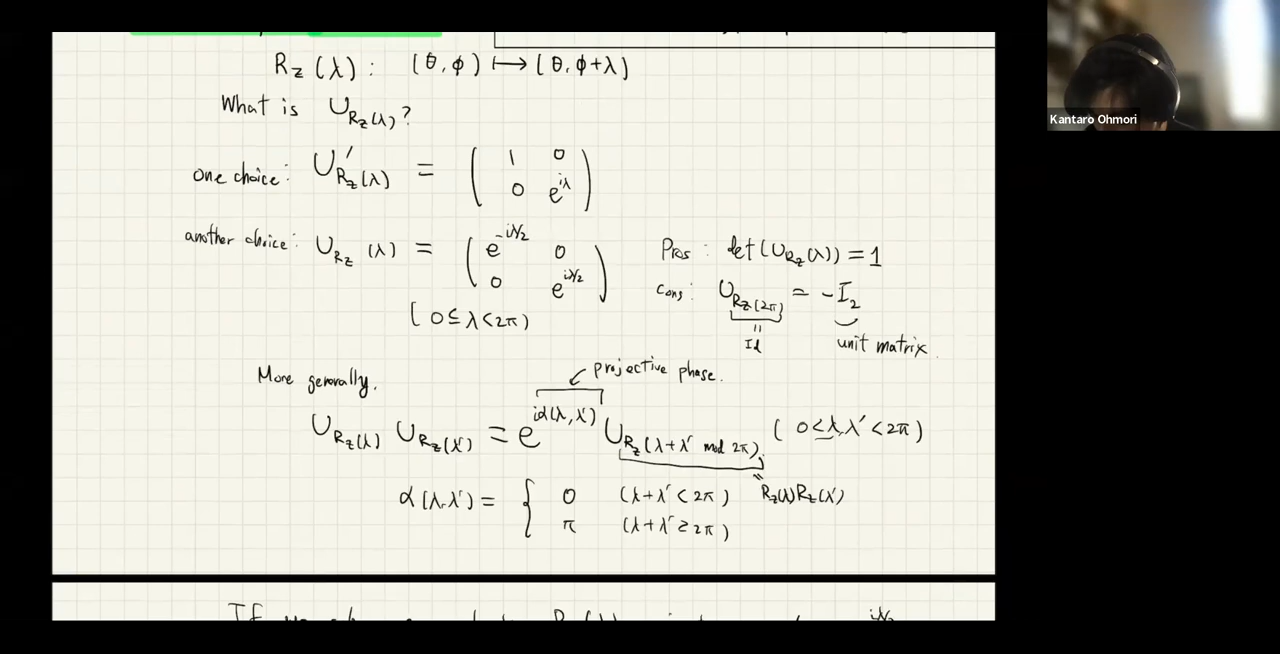 R_z(λ): (θ, φ) ⟼ (θ, φ+λ)
What is U_{R_z(λ)}?
one choice: U'_{R_z(λ)} = ( 1 0 ; 0 e^{iλ} )
another choice: U_{R_z}(λ) = ( e^{-iλ/2} 0 ; 0 e^{iλ/2} )
(0 ≤ λ < 2π)
Pros: det(U_{R_z(λ)}) = 1
Cons: U_{R_z(2π)} = -I_2
"
Id
unit matrix.
More generally,
projective phase.
U_{R_z(λ)} U_{R_z(λ')} = e^{iα(λ,λ')} U_{R_z(λ+λ' mod 2π)}, (0 ≤ λ, λ' < 2π)
" R_z(λ)R_z(λ')
α(λ,λ') = { 0 (λ+λ' < 2π)
π (λ+λ' ≥ 2π)
If
Kantaro Ohmori